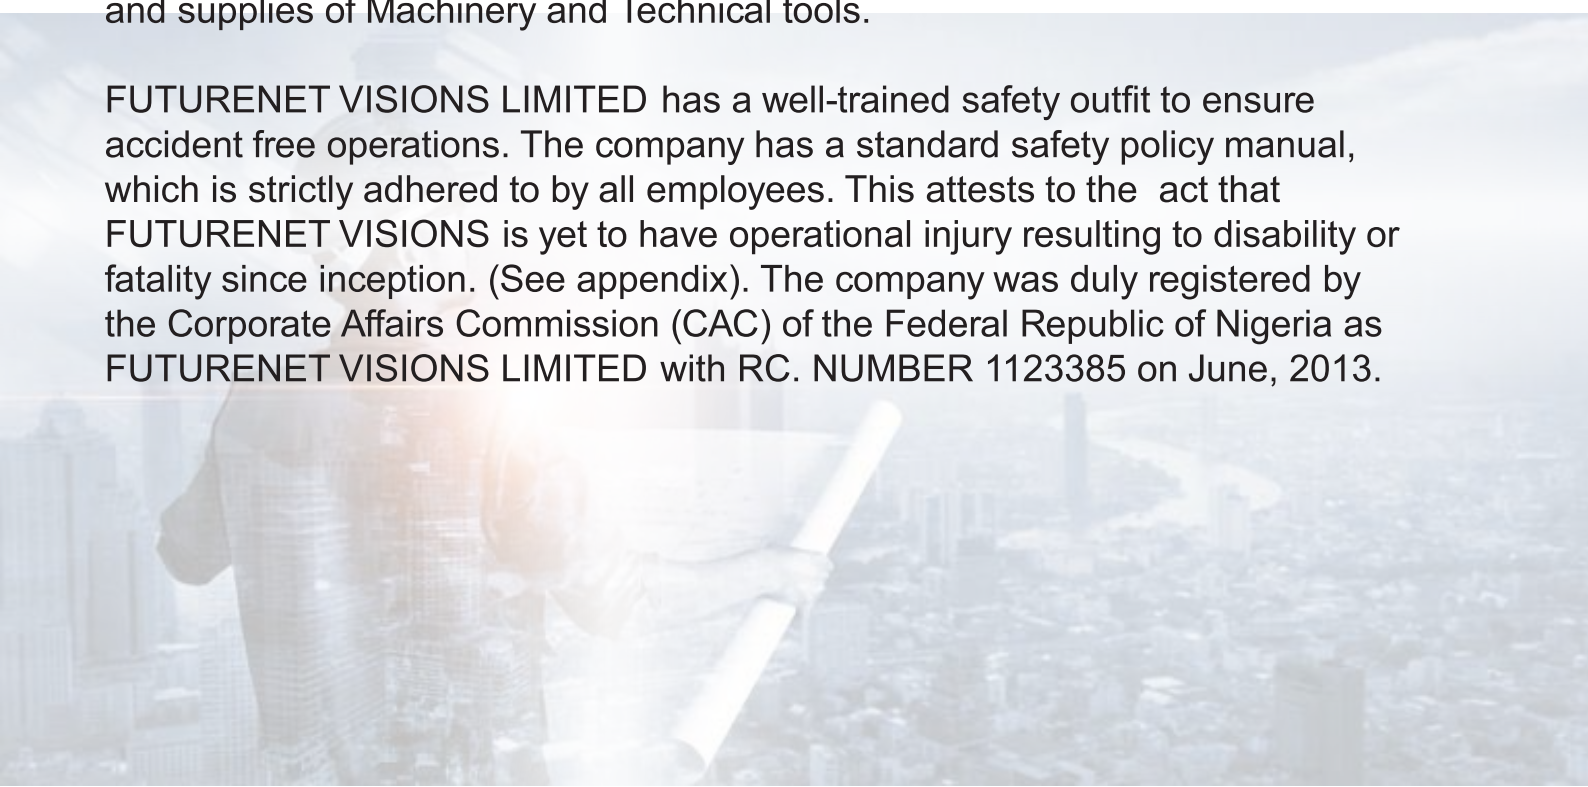 and supplies of Machinery and Technical tools.
FUTURENET VISIONS LIMITED has a well-trained safety outfit to ensure
accident free operations. The company has a standard safety policy manual,
which is strictly adhered to by all employees. This attests to the  act that
FUTURENET VISIONS is yet to have operational injury resulting to disability or
fatality since inception. (See appendix). The company was duly registered by
the Corporate Affairs Commission (CAC) of the Federal Republic of Nigeria as
FUTURENET VISIONS LIMITED with RC. NUMBER 1123385 on June, 2013.